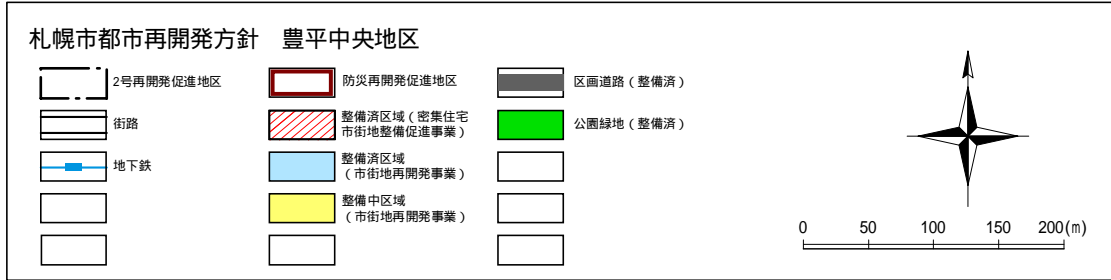 札幌市都市再開発方針　豊平中央地区
2号再開発促進地区
街路
地下鉄
防災再開発促進地区
整備済区域（密集住宅
市街地整備促進事業）
整備済区域
（市街地再開発事業）
整備中区域
（市街地再開発事業）
区画道路（整備済）
公園緑地（整備済）
0 50 100 150 200(m)